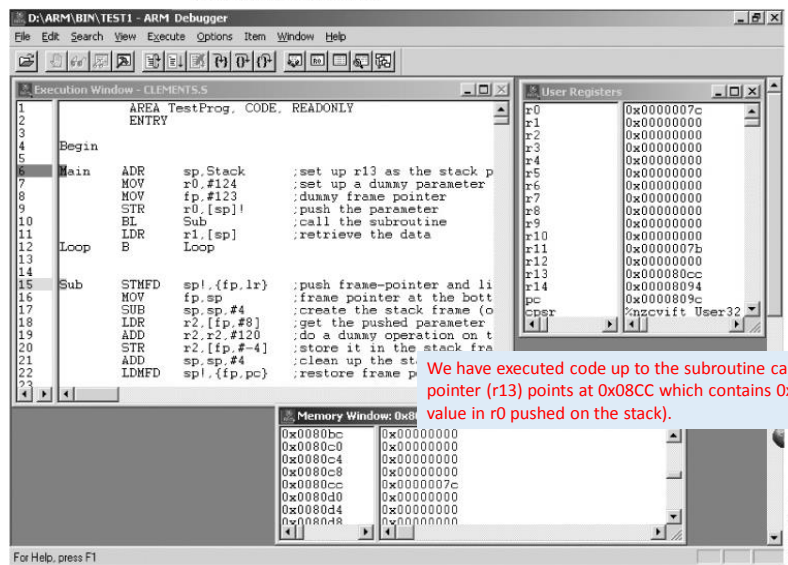 D:\ARM\BIN\TEST1 - ARM Debugger
File Edit Search View Execute Options Item Window Help
Execution Window - CLEMENTS.S
1 AREA TestProg, CODE, READONLY
2 ENTRY
3
4 Begin
5
6 Main ADR sp,Stack ;set up r13 as the stack p
7 MOV r0,#124 ;set up a dummy parameter
8 MOV fp,#123 ;dummy frame pointer
9 STR r0,[sp]! ;push the parameter
10 BL Sub ;call the subroutine
11 LDR r1,[sp] ;retrieve the data
12 Loop B Loop
13
14
15 Sub STMFD sp!,{fp,lr} ;push frame-pointer and li
16 MOV fp,sp ;frame pointer at the bott
17 SUB sp,sp,#4 ;create the stack frame (o
18 LDR r2,[fp,#8] ;get the pushed parameter
19 ADD r2,r2,#120 ;do a dummy operation on t
20 STR r2,[fp,#-4] ;store it in the stack fra
21 ADD sp,sp,#4 ;clean up the sta
22 LDMFD sp!,{fp,pc} ;restore frame p
23
User Registers
r0 0x0000007c
r1 0x00000000
r2 0x00000000
r3 0x00000000
r4 0x00000000
r5 0x00000000
r6 0x00000000
r7 0x00000000
r8 0x00000000
r9 0x00000000
r10 0x00000000
r11 0x0000007b
r12 0x00000000
r13 0x000080cc
r14 0x00008094
pc 0x0000809c
cpsr %nzcvift User32
We have executed code up to the subroutine ca
pointer (r13) points at 0x08CC which contains 0x
value in r0 pushed on the stack).
Memory Window: 0x80
0x0080bc 0x00000000
0x0080c0 0x00000000
0x0080c4 0x00000000
0x0080c8 0x00000000
0x0080cc 0x0000007c
0x0080d0 0x00000000
0x0080d4 0x00000000
0x0080d8 0x00000000
For Help, press F1